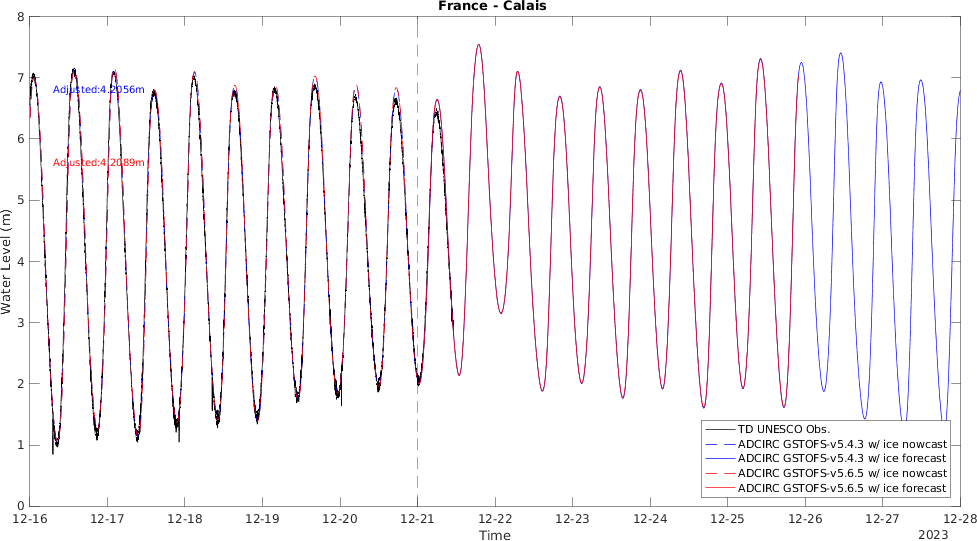 France - Calais
8
7
6
5
4
3
2
1
0
Water Level (m)
Adjusted:4.2056m
Adjusted:4.2089m
TD UNESCO Obs.
ADCIRC GSTOFS-v5.4.3 w/ ice nowcast
ADCIRC GSTOFS-v5.4.3 w/ ice forecast
ADCIRC GSTOFS-v5.6.5 w/ ice nowcast
ADCIRC GSTOFS-v5.6.5 w/ ice forecast
12-16 12-17 12-18 12-19 12-20 12-21 12-22 12-23 12-24 12-25 12-26 12-27 12-28
Time
2023